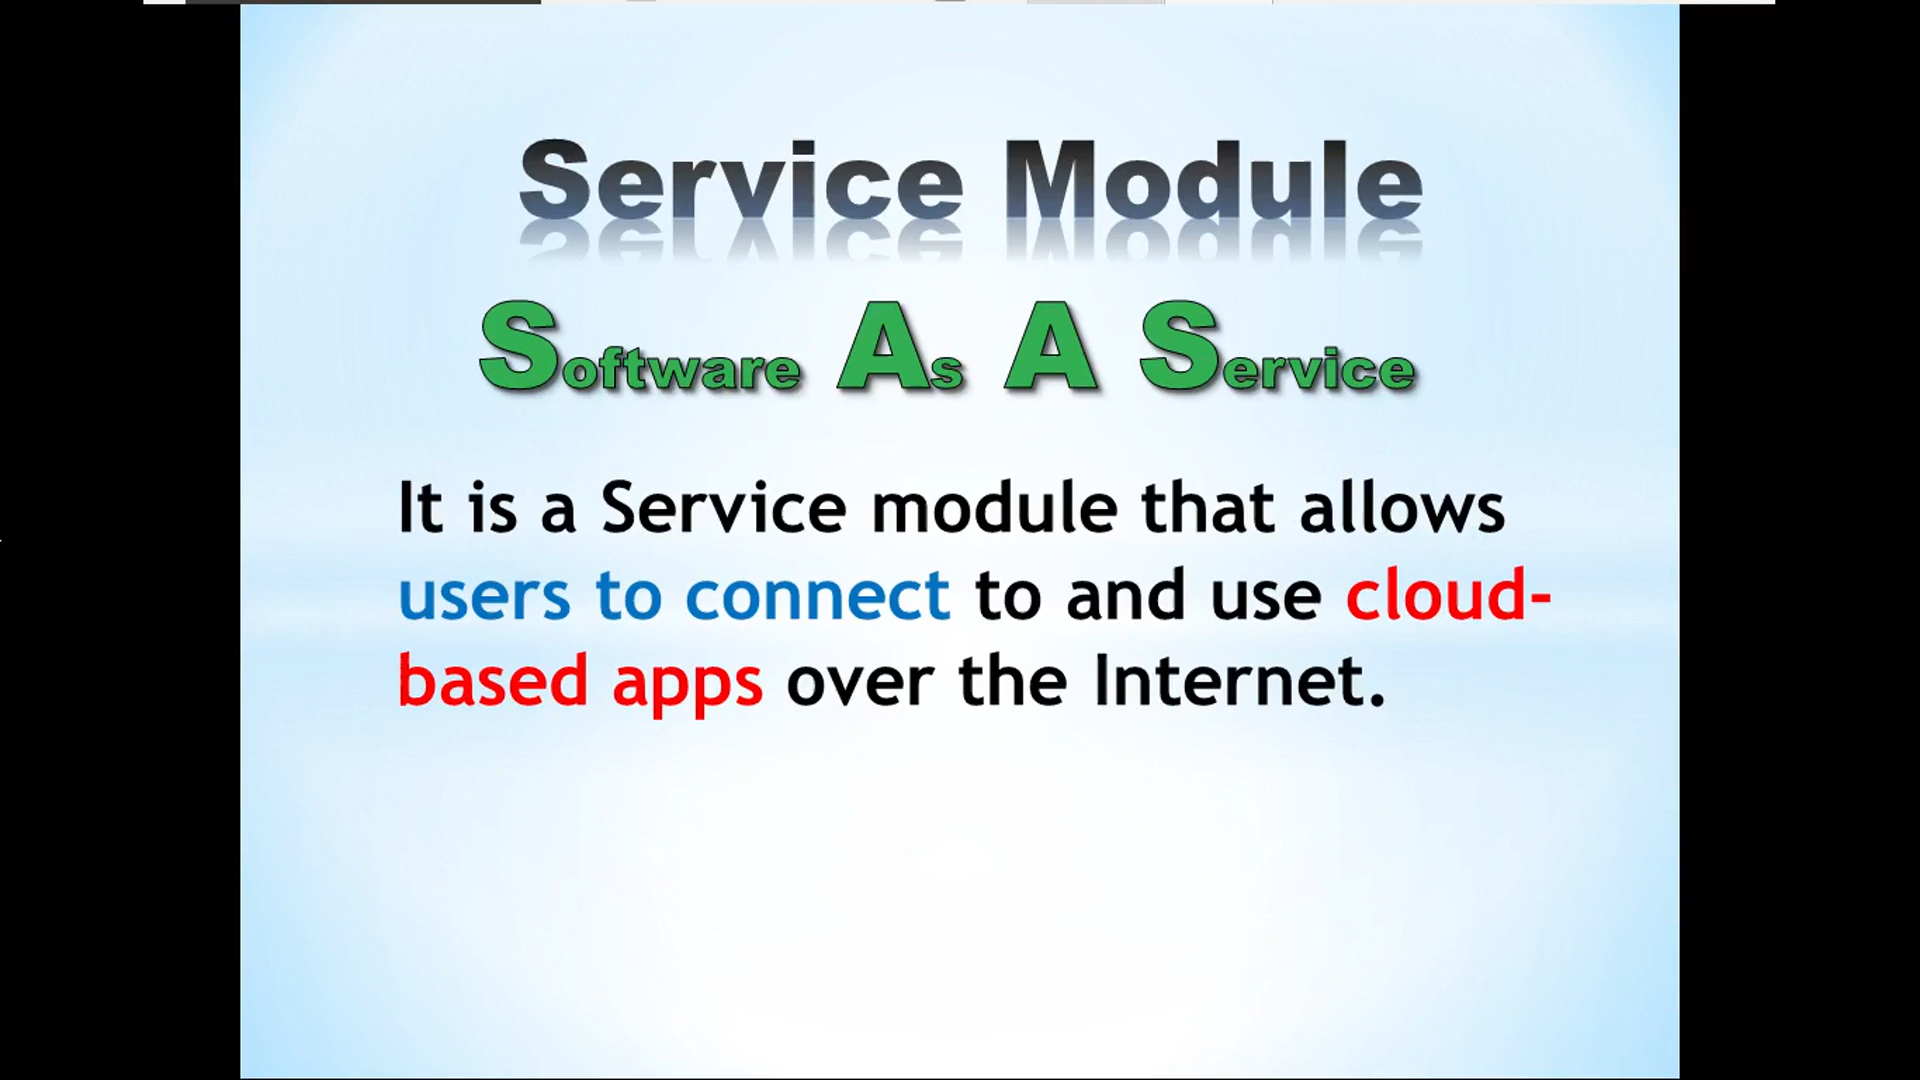 Service Module
Software As A Service
It is a Service module that allows
users to connect to and use cloud-
based apps over the Internet.